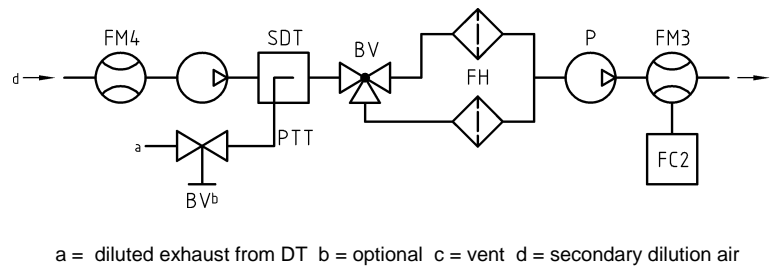 FM4 SDT BV P FM3
d
FH
a PTT
FC2
BVb
a = diluted exhaust from DT b = optional c = vent d = secondary dilution air